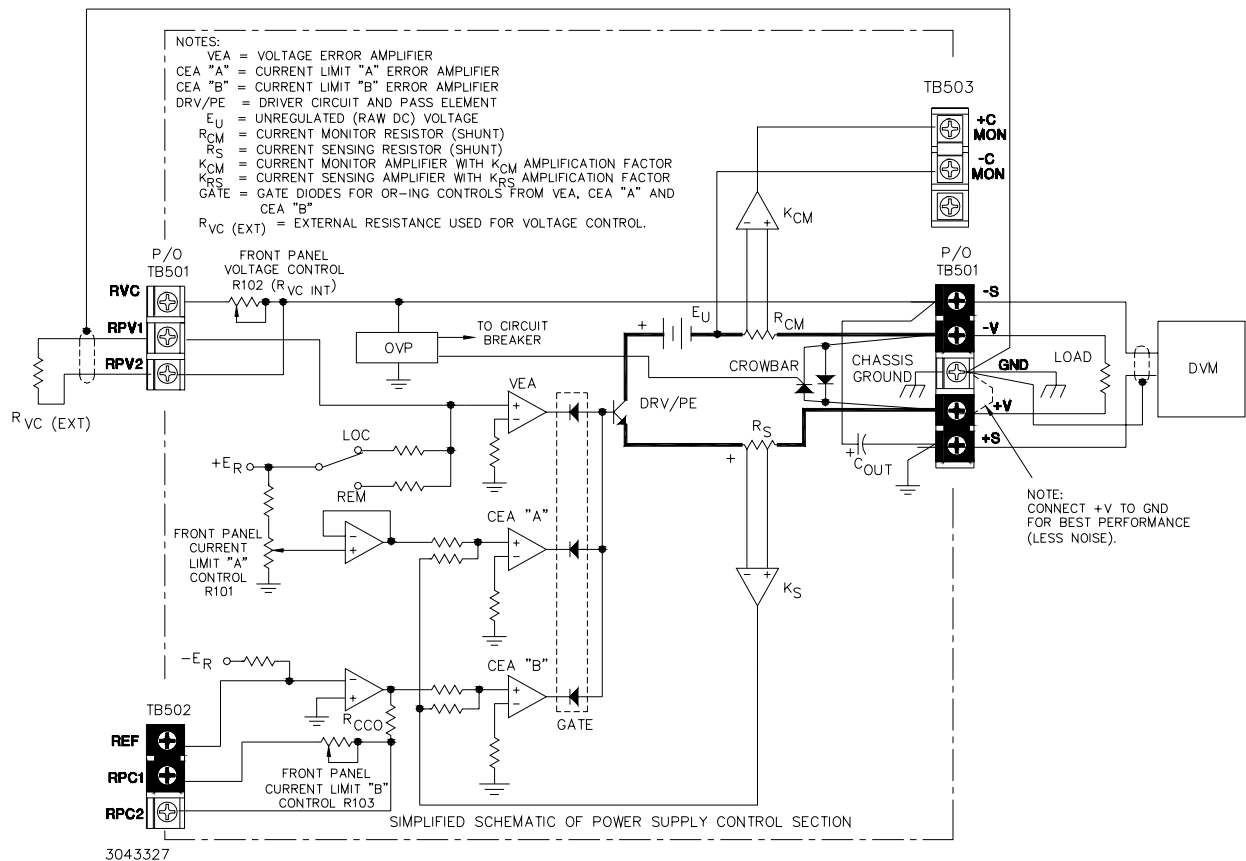 NOTES:
VEA = VOLTAGE ERROR AMPLIFIER
CEA "A" = CURRENT LIMIT "A" ERROR AMPLIFIER
CEA "B" = CURRENT LIMIT "B" ERROR AMPLIFIER
DRV/PE = DRIVER CIRCUIT AND PASS ELEMENT
EU = UNREGULATED (RAW DC) VOLTAGE
RCM = CURRENT MONITOR RESISTOR (SHUNT)
RS = CURRENT SENSING RESISTOR (SHUNT)
KCM = CURRENT MONITOR AMPLIFIER WITH KCM AMPLIFICATION FACTOR
KRS = CURRENT SENSING AMPLIFIER WITH KRS AMPLIFICATION FACTOR
GATE = GATE DIODES FOR OR-ING CONTROLS FROM VEA, CEA "A" AND
CEA "B"
RVC (EXT) = EXTERNAL RESISTANCE USED FOR VOLTAGE CONTROL.
TB503
+C
MON
-C
MON
- +
KCM
P/O
TB501
RVC
RPV1
RPV2
FRONT PANEL
VOLTAGE CONTROL
R102 (RVC INT)
RVC (EXT)
OVP
TO CIRCUIT
BREAKER
+
EU
RCM
P/O
TB501
-S
-V
GND
+V
+S
CROWBAR
CHASSIS
GROUND
LOAD
DVM
VEA
+
-
DRV/PE
RS
+
+
COUT
NOTE:
CONNECT +V TO GND
FOR BEST PERFORMANCE
(LESS NOISE).
LOC
+ER
REM
FRONT PANEL
CURRENT
LIMIT "A"
CONTROL
R101
-
+
CEA "A"
+
-
- +
KS
-ER
-
+
RCCO
CEA "B"
+
-
GATE
TB502
REF
RPC1
RPC2
FRONT PANEL
CURRENT LIMIT "B"
CONTROL R103
SIMPLIFIED SCHEMATIC OF POWER SUPPLY CONTROL SECTION
3043327